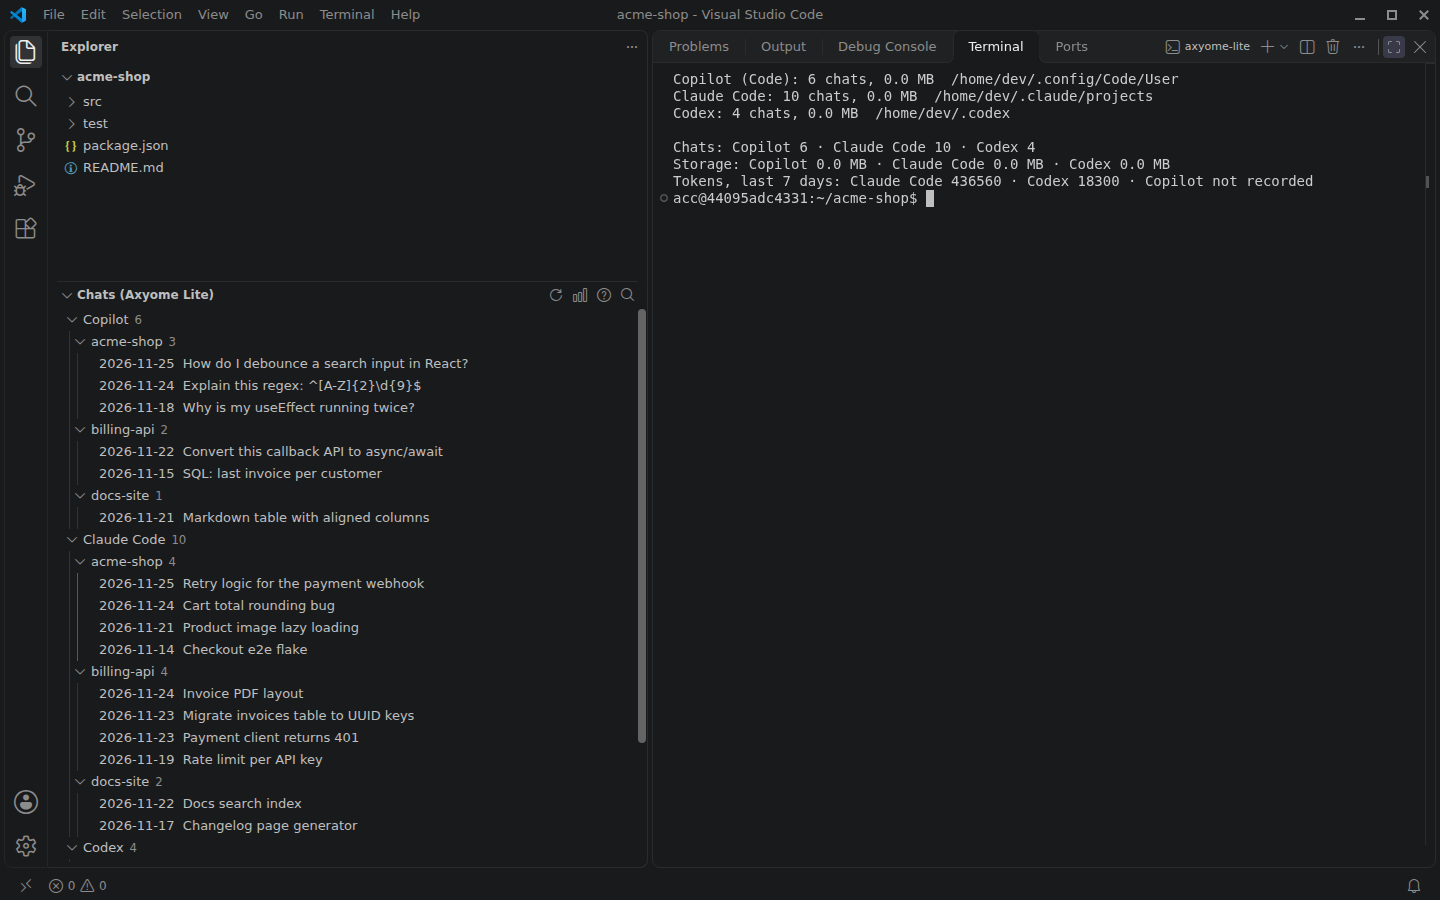 File Edit Selection View Go Run Terminal Help
acme-shop - Visual Studio Code
Explorer
acme-shop
src
test
package.json
README.md
Chats (Axyome Lite)
Copilot 6
acme-shop 3
2026-11-25 How do I debounce a search input in React?
2026-11-24 Explain this regex: ^[A-Z]{2}\d{9}$
2026-11-18 Why is my useEffect running twice?
billing-api 2
2026-11-22 Convert this callback API to async/await
2026-11-15 SQL: last invoice per customer
docs-site 1
2026-11-21 Markdown table with aligned columns
Claude Code 10
acme-shop 4
2026-11-25 Retry logic for the payment webhook
2026-11-24 Cart total rounding bug
2026-11-21 Product image lazy loading
2026-11-14 Checkout e2e flake
billing-api 4
2026-11-24 Invoice PDF layout
2026-11-23 Migrate invoices table to UUID keys
2026-11-23 Payment client returns 401
2026-11-19 Rate limit per API key
docs-site 2
2026-11-22 Docs search index
2026-11-17 Changelog page generator
Codex 4
Problems Output Debug Console Terminal Ports
axyome-lite
Copilot (Code): 6 chats, 0.0 MB /home/dev/.config/Code/User
Claude Code: 10 chats, 0.0 MB /home/dev/.claude/projects
Codex: 4 chats, 0.0 MB /home/dev/.codex
Chats: Copilot 6 · Claude Code 10 · Codex 4
Storage: Copilot 0.0 MB · Claude Code 0.0 MB · Codex 0.0 MB
Tokens, last 7 days: Claude Code 436560 · Codex 18300 · Copilot not recorded
acc@44095adc4331:~/acme-shop$
0 0